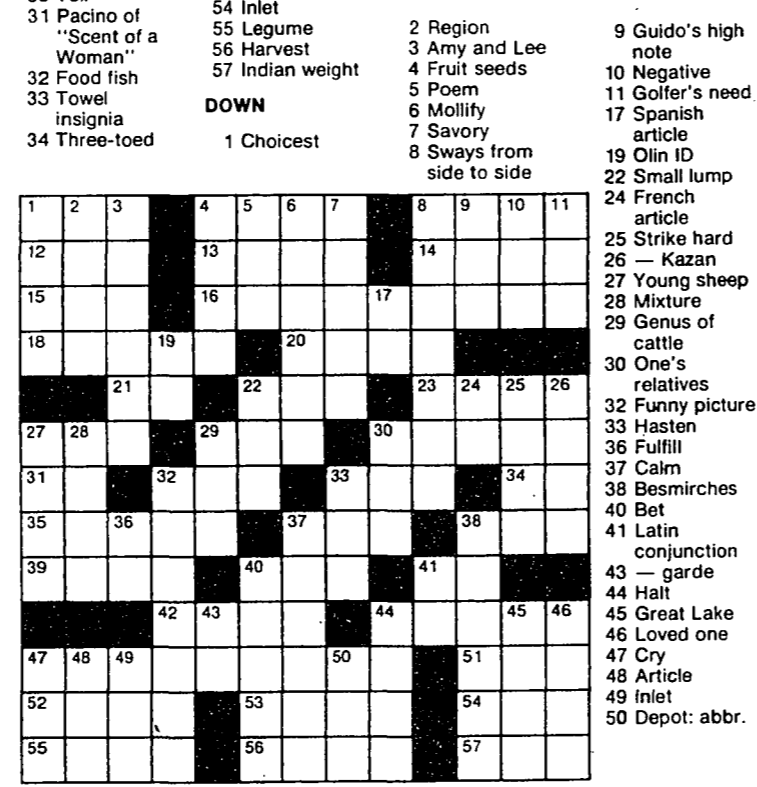 31 Pacino of
"Scent of a
Woman"
32 Food fish
33 Towel
insignia
34 Three-toed
54 Inlet
55 Legume
56 Harvest
57 Indian weight
DOWN
1 Choicest
2 Region
3 Amy and Lee
4 Fruit seeds
5 Poem
6 Mollify
7 Savory
8 Sways from
side to side
9 Guido's high
note
10 Negative
11 Golfer's need
17 Spanish
article
19 Olin ID
22 Small lump
24 French
article
25 Strike hard
26 — Kazan
27 Young sheep
28 Mixture
29 Genus of
cattle
30 One's
relatives
32 Funny picture
33 Hasten
36 Fulfill
37 Calm
38 Besmirches
40 Bet
41 Latin
conjunction
43 — garde
44 Halt
45 Great Lake
46 Loved one
47 Cry
48 Article
49 Inlet
50 Depot: abbr.
1 2 3 4 5 6 7 8 9 10 11
12 13 14
15 16 17
18 19 20
21 22 23 24 25 26
27 28 29 30
31 32 33 34
35 36 37 38
39 40 41
42 43 44 45 46
47 48 49 50 51
52 53 54
55 56 57